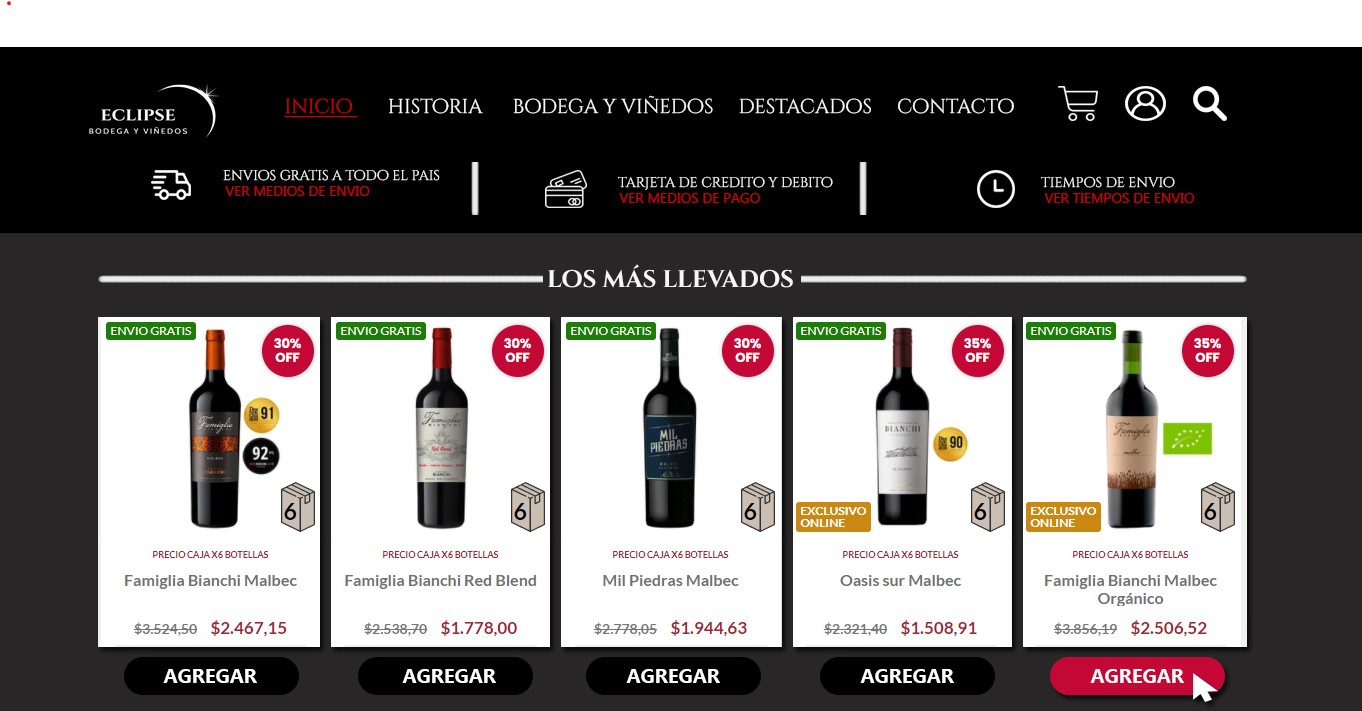 ECLIPSE
BODEGA Y VIÑEDOS
INICIO HISTORIA BODEGA Y VIÑEDOS DESTACADOS CONTACTO
ENVIOS GRATIS A TODO EL PAIS
VER MEDIOS DE ENVIO
TARJETA DE CREDITO Y DEBITO
VER MEDIOS DE PAGO
TIEMPOS DE ENVIO
VER TIEMPOS DE ENVIO
LOS MÁS LLEVADOS
ENVIO GRATIS
30%
OFF
Famiglia
BIANCHI
91
92
6
PRECIO CAJA X6 BOTELLAS
Famiglia Bianchi Malbec
$3.524,50 $2.467,15
AGREGAR
ENVIO GRATIS
30%
OFF
Famiglia
BIANCHI
Red Blend
BIANCHI
6
PRECIO CAJA X6 BOTELLAS
Famiglia Bianchi Red Blend
$2.538,70 $1.778,00
AGREGAR
ENVIO GRATIS
30%
OFF
MIL
PIEDRAS
MALBEC
6
PRECIO CAJA X6 BOTELLAS
Mil Piedras Malbec
$2.778,05 $1.944,63
AGREGAR
ENVIO GRATIS
35%
OFF
BIANCHI
90
EXCLUSIVO
ONLINE
6
PRECIO CAJA X6 BOTELLAS
Oasis sur Malbec
$2.321,40 $1.508,91
AGREGAR
ENVIO GRATIS
35%
OFF
Famiglia
malbec
EXCLUSIVO
ONLINE
6
PRECIO CAJA X6 BOTELLAS
Famiglia Bianchi Malbec
Orgánico
$3.856,19 $2.506,52
AGREGAR